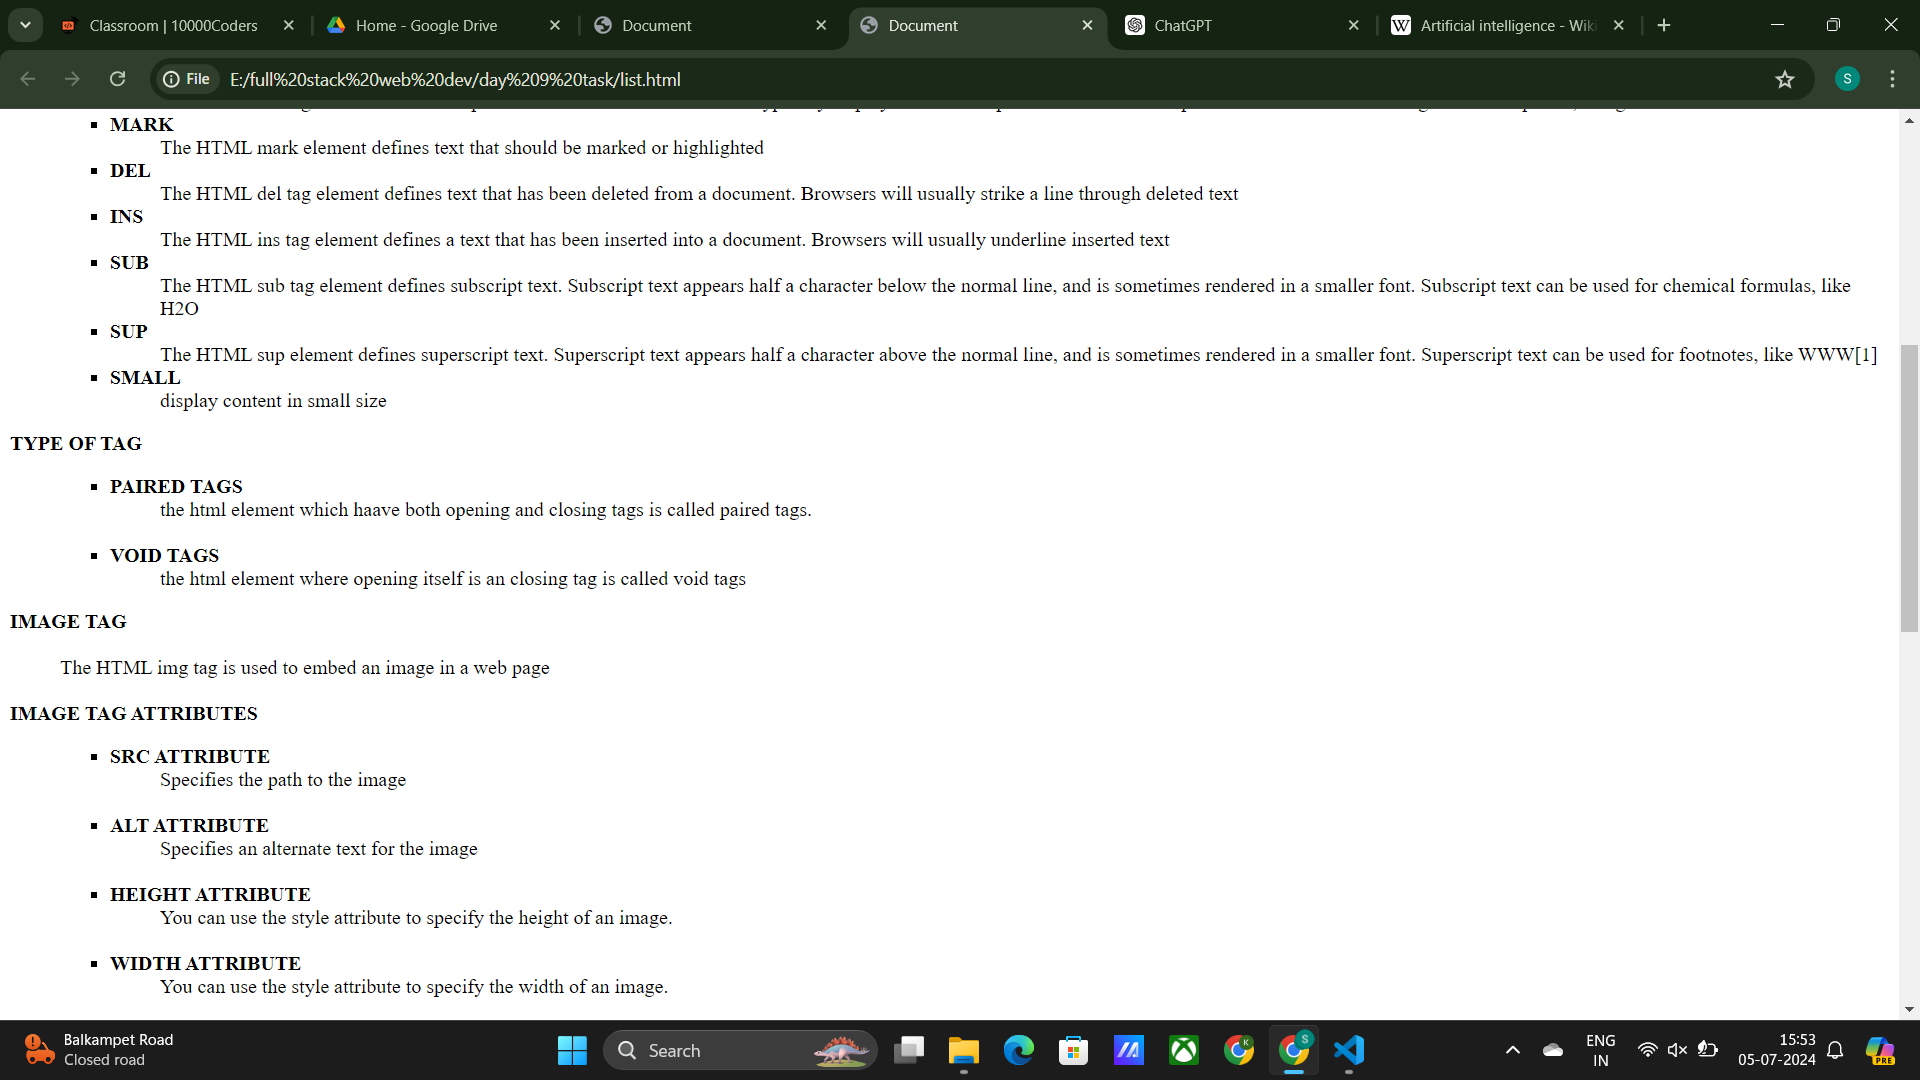 Classroom | 10000Coders
Home - Google Drive
Document
Document
ChatGPT
Artificial intelligence - Wiki
File
E:/full%20stack%20web%20dev/day%209%20task/list.html
S
MARK
The HTML mark element defines text that should be marked or highlighted
DEL
The HTML del tag element defines text that has been deleted from a document. Browsers will usually strike a line through deleted text
INS
The HTML ins tag element defines a text that has been inserted into a document. Browsers will usually underline inserted text
SUB
The HTML sub tag element defines subscript text. Subscript text appears half a character below the normal line, and is sometimes rendered in a smaller font. Subscript text can be used for chemical formulas, like
H2O
SUP
The HTML sup element defines superscript text. Superscript text appears half a character above the normal line, and is sometimes rendered in a smaller font. Superscript text can be used for footnotes, like WWW[1]
SMALL
display content in small size
TYPE OF TAG
PAIRED TAGS
the html element which haave both opening and closing tags is called paired tags.
VOID TAGS
the html element where opening itself is an closing tag is called void tags
IMAGE TAG
The HTML img tag is used to embed an image in a web page
IMAGE TAG ATTRIBUTES
SRC ATTRIBUTE
Specifies the path to the image
ALT ATTRIBUTE
Specifies an alternate text for the image
HEIGHT ATTRIBUTE
You can use the style attribute to specify the height of an image.
WIDTH ATTRIBUTE
You can use the style attribute to specify the width of an image.
Balkampet Road
Closed road
Search
K
S
ENG
IN
15:53
05-07-2024
PRE